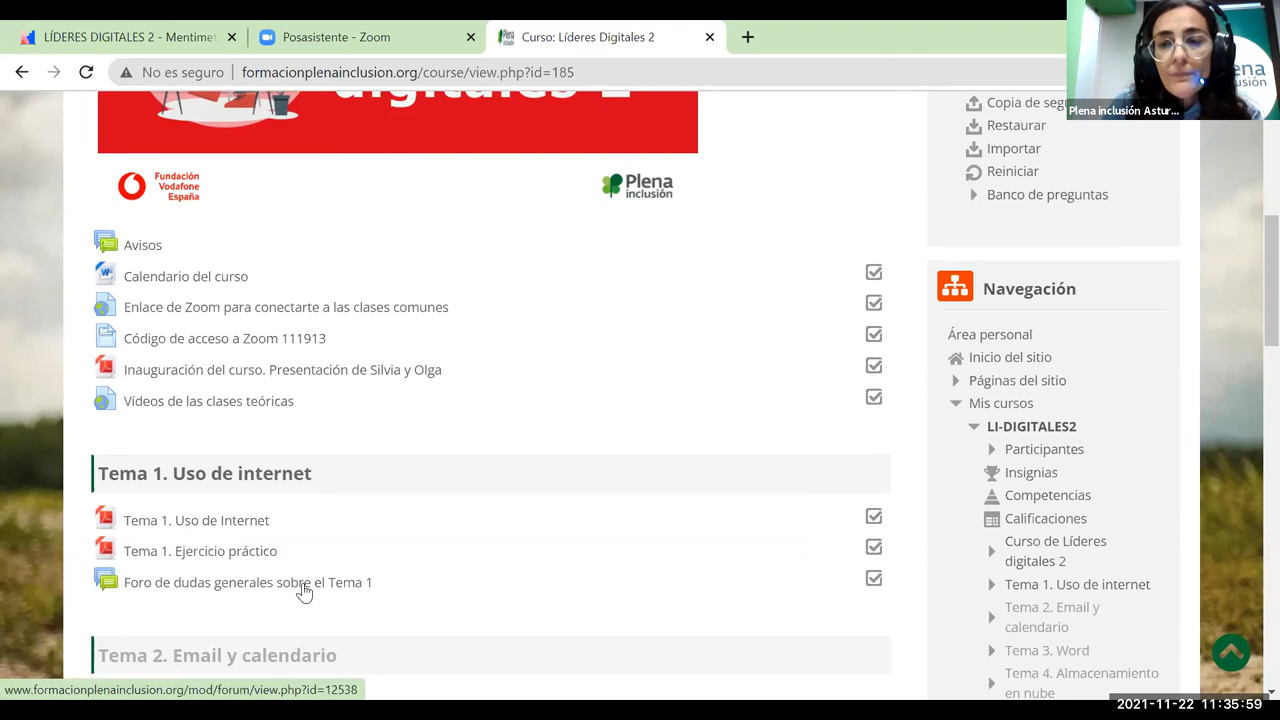 LÍDERES DIGITALES 2 - Mentimet
Posasistente - Zoom
Curso: Líderes Digitales 2
No es seguro
formacionplenainclusion.org/course/view.php?id=185
Plena inclusión Astur...
digitales 2
Fundación
Vodafone
España
Plena
inclusión
Avisos
Calendario del curso
Enlace de Zoom para conectarte a las clases comunes
Código de acceso a Zoom 111913
Inauguración del curso. Presentación de Silvia y Olga
Vídeos de las clases teóricas
Tema 1. Uso de internet
Tema 1. Uso de Internet
Tema 1. Ejercicio práctico
Foro de dudas generales sobre el Tema 1
Tema 2. Email y calendario
www.formacionplenainclusion.org/mod/forum/view.php?id=12538
Copia de segu
Restaurar
Importar
Reiniciar
Banco de preguntas
Navegación
Área personal
Inicio del sitio
Páginas del sitio
Mis cursos
LI-DIGITALES2
Participantes
Insignias
Competencias
Calificaciones
Curso de Líderes
digitales 2
Tema 1. Uso de internet
Tema 2. Email y
calendario
Tema 3. Word
Tema 4. Almacenamiento
en nube
2021-11-22 11:35:59